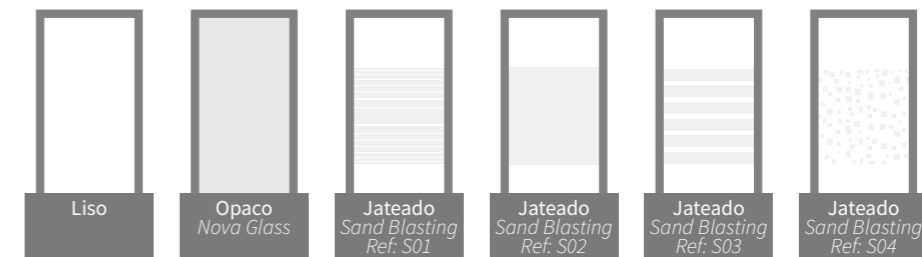 Liso
Opaco
Nova Glass
Jateado
Sand Blasting
Ref: S01
Jateado
Sand Blasting
Ref: S02
Jateado
Sand Blasting
Ref: S03
Jateado
Sand Blasting
Ref: S04